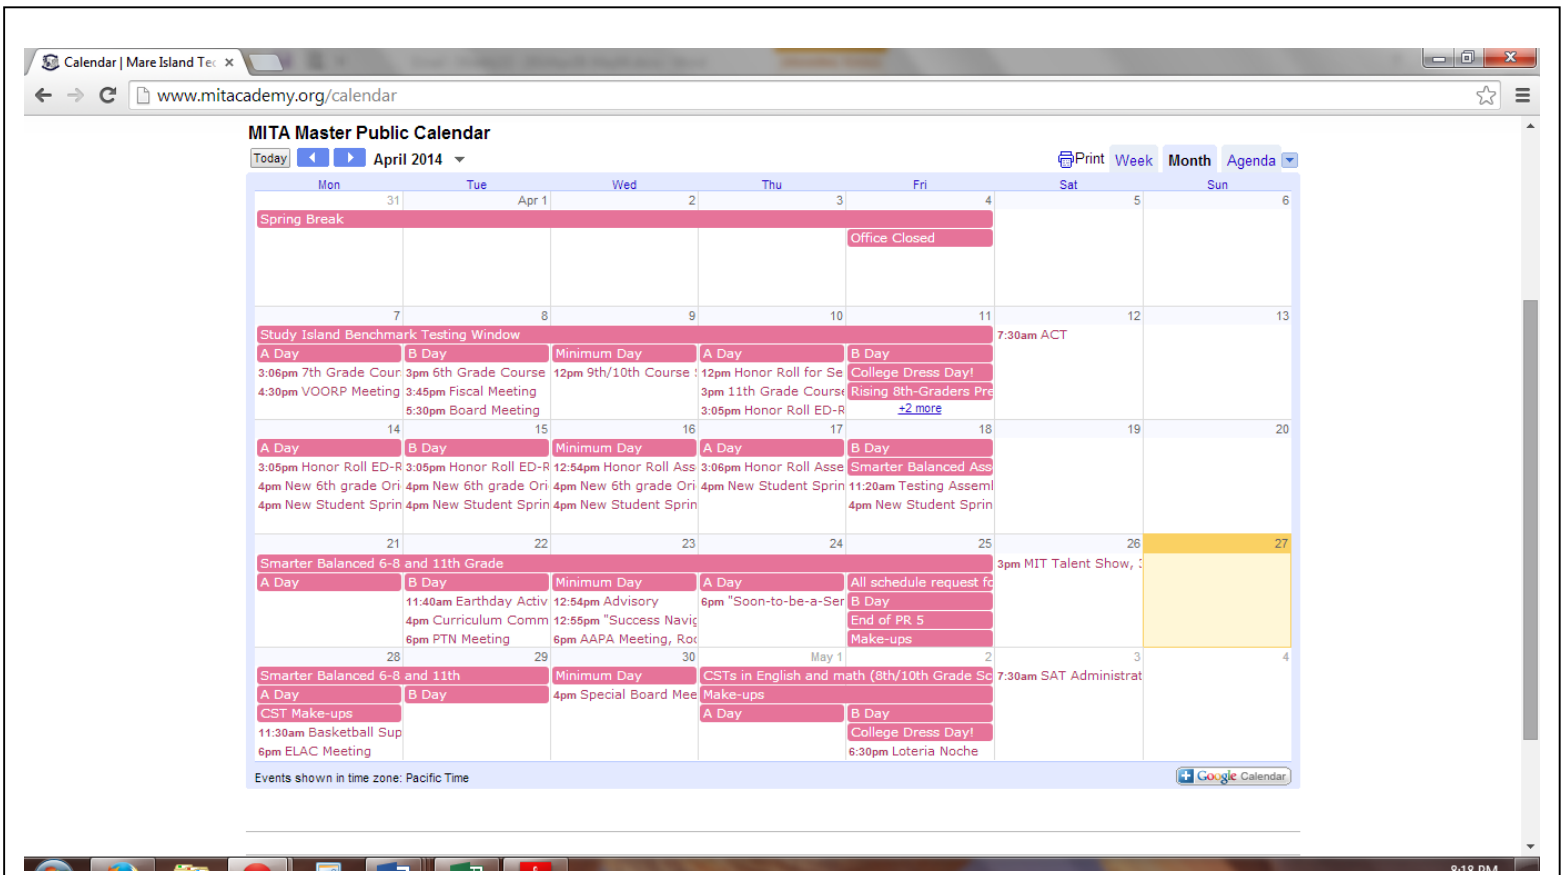 Calendar | Mare Island Tec
www.mitacademy.org/calendar
MITA Master Public Calendar
Today April 2014 Print Week Month Agenda
Mon Tue Wed Thu Fri Sat Sun
31 Apr 1 2 3 4 5 6
Spring Break
Office Closed
7 8 9 10 11 12 13
Study Island Benchmark Testing Window 7:30am ACT
A Day B Day Minimum Day A Day B Day
3:06pm 7th Grade Cour 3pm 6th Grade Course 12pm 9th/10th Course 12pm Honor Roll for Se College Dress Day!
4:30pm VOORP Meeting 3:45pm Fiscal Meeting 3pm 11th Grade Course Rising 8th-Graders Pre
5:30pm Board Meeting 3:05pm Honor Roll ED-R +2 more
14 15 16 17 18 19 20
A Day B Day Minimum Day A Day B Day
3:05pm Honor Roll ED-R 3:05pm Honor Roll ED-R 12:54pm Honor Roll Ass 3:06pm Honor Roll Asse Smarter Balanced Ass
4pm New 6th grade Ori 4pm New 6th grade Ori 4pm New 6th grade Ori 4pm New Student Sprin 11:20am Testing Asseml
4pm New Student Sprin 4pm New Student Sprin 4pm New Student Sprin 4pm New Student Sprin
21 22 23 24 25 26 27
Smarter Balanced 6-8 and 11th Grade 3pm MIT Talent Show,
A Day B Day Minimum Day A Day All schedule request fo
11:40am Earthday Activ 12:54pm Advisory 6pm "Soon-to-be-a-Ser B Day
4pm Curriculum Comm 12:55pm "Success Navig End of PR 5
6pm PTN Meeting 6pm AAPA Meeting, Roo Make-ups
28 29 30 May 1 2 3 4
Smarter Balanced 6-8 and 11th Minimum Day CSTs in English and math (8th/10th Grade Sc 7:30am SAT Administrat
A Day B Day 4pm Special Board Mee Make-ups
CST Make-ups A Day B Day
11:30am Basketball Sup College Dress Day!
6pm ELAC Meeting 6:30pm Loteria Noche
Events shown in time zone: Pacific Time Google Calendar
8:18 PM